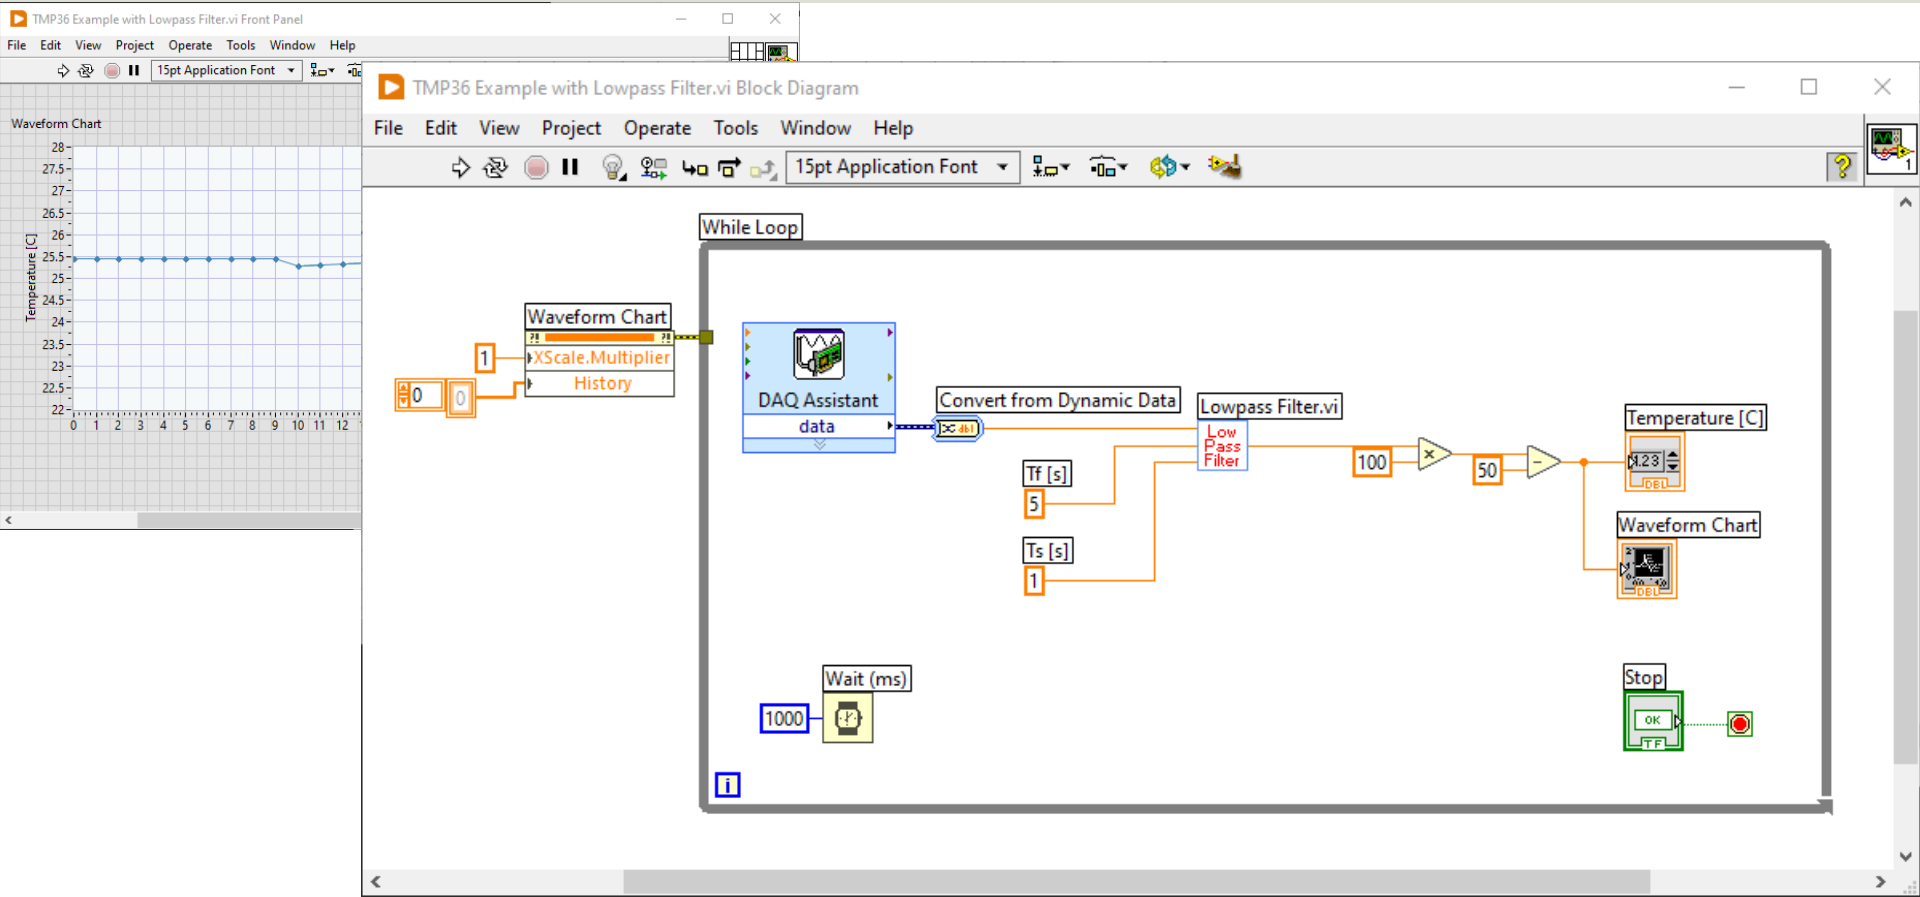 TMP36 Example with Lowpass Filter.vi Front Panel
File Edit View Project Operate Tools Window Help
15pt Application Font
Waveform Chart
Temperature [C]
28
27.5
27
26.5
26
25.5
25
24.5
24
23.5
23
22.5
22
0 1 2 3 4 5 6 7 8 9 10 11 12
TMP36 Example with Lowpass Filter.vi Block Diagram
File Edit View Project Operate Tools Window Help
15pt Application Font
?
1
While Loop
Waveform Chart
?! ?!
1 XScale.Multiplier
0 0 History
DAQ Assistant
data
Convert from Dynamic Data
dbl
Lowpass Filter.vi
Low
Pass
Filter
Tf [s]
5
Ts [s]
1
100 ×
50 -
Temperature [C]
1.23
DBL
Waveform Chart
DBL
Wait (ms)
1000
Stop
OK
TF
i